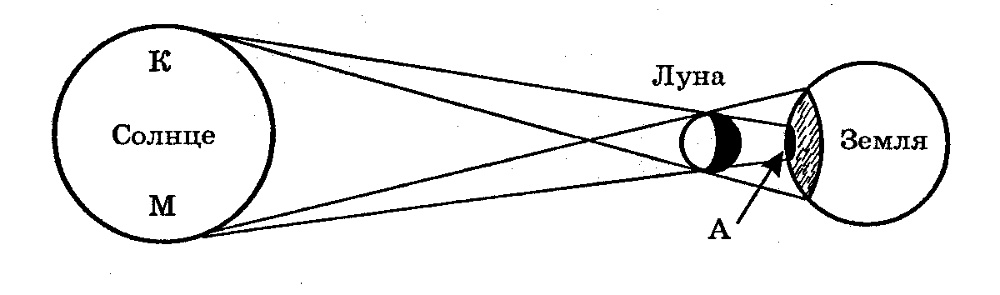 К
Луна
Солнце
Земля
М
А